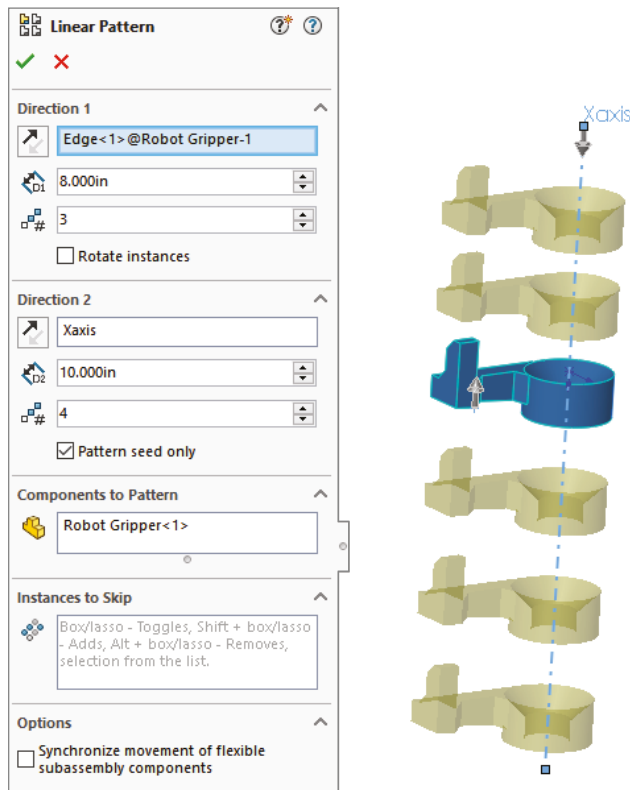 Linear Pattern
Direction 1
Edge<1>@Robot Gripper-1
D1
8.000in
#
3
Rotate instances
Direction 2
Xaxis
D2
10.000in
#
4
Pattern seed only
Components to Pattern
Robot Gripper<1>
Instances to Skip
Box/lasso - Toggles, Shift + box/lasso
- Adds, Alt + box/lasso - Removes,
selection from the list.
Options
Synchronize movement of flexible
subassembly components
Xaxis